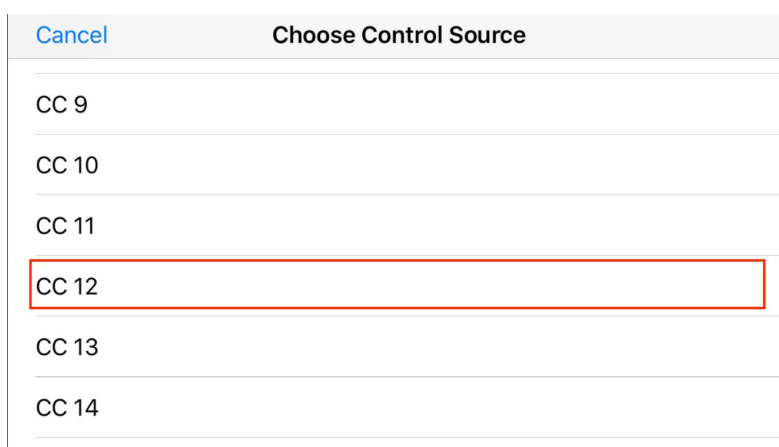 Cancel Choose Control Source
CC 9
CC 10
CC 11
CC 12
CC 13
CC 14